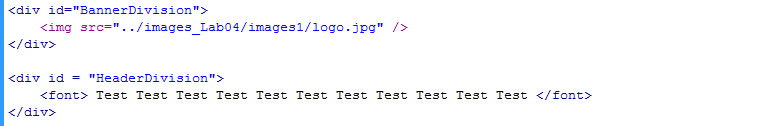 <div id="BannerDivision">
<img src="../images_Lab04/images1/logo.jpg" />
</div>
<div id = "HeaderDivision">
<font> Test Test Test Test Test Test Test Test Test Test Test </font>
</div>